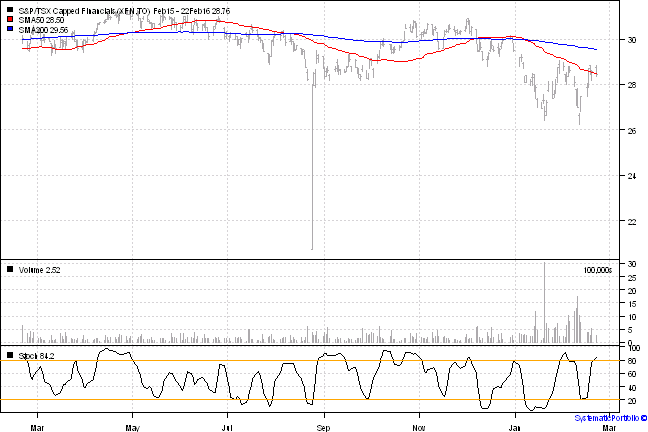 S&P/TSX Capped Financials (XFN.TO) Feb15 - 22Feb16 28.76
SMA50 28.50
SMA200 29.56
30
28
26
24
22
Volume 2.52
100,000s
30
25
20
15
10
5
0
Stoch 84.2
100
80
60
40
20
Mar
May
Jul
Sep
Nov
Jan
Mar
SystematicPortfolio ©